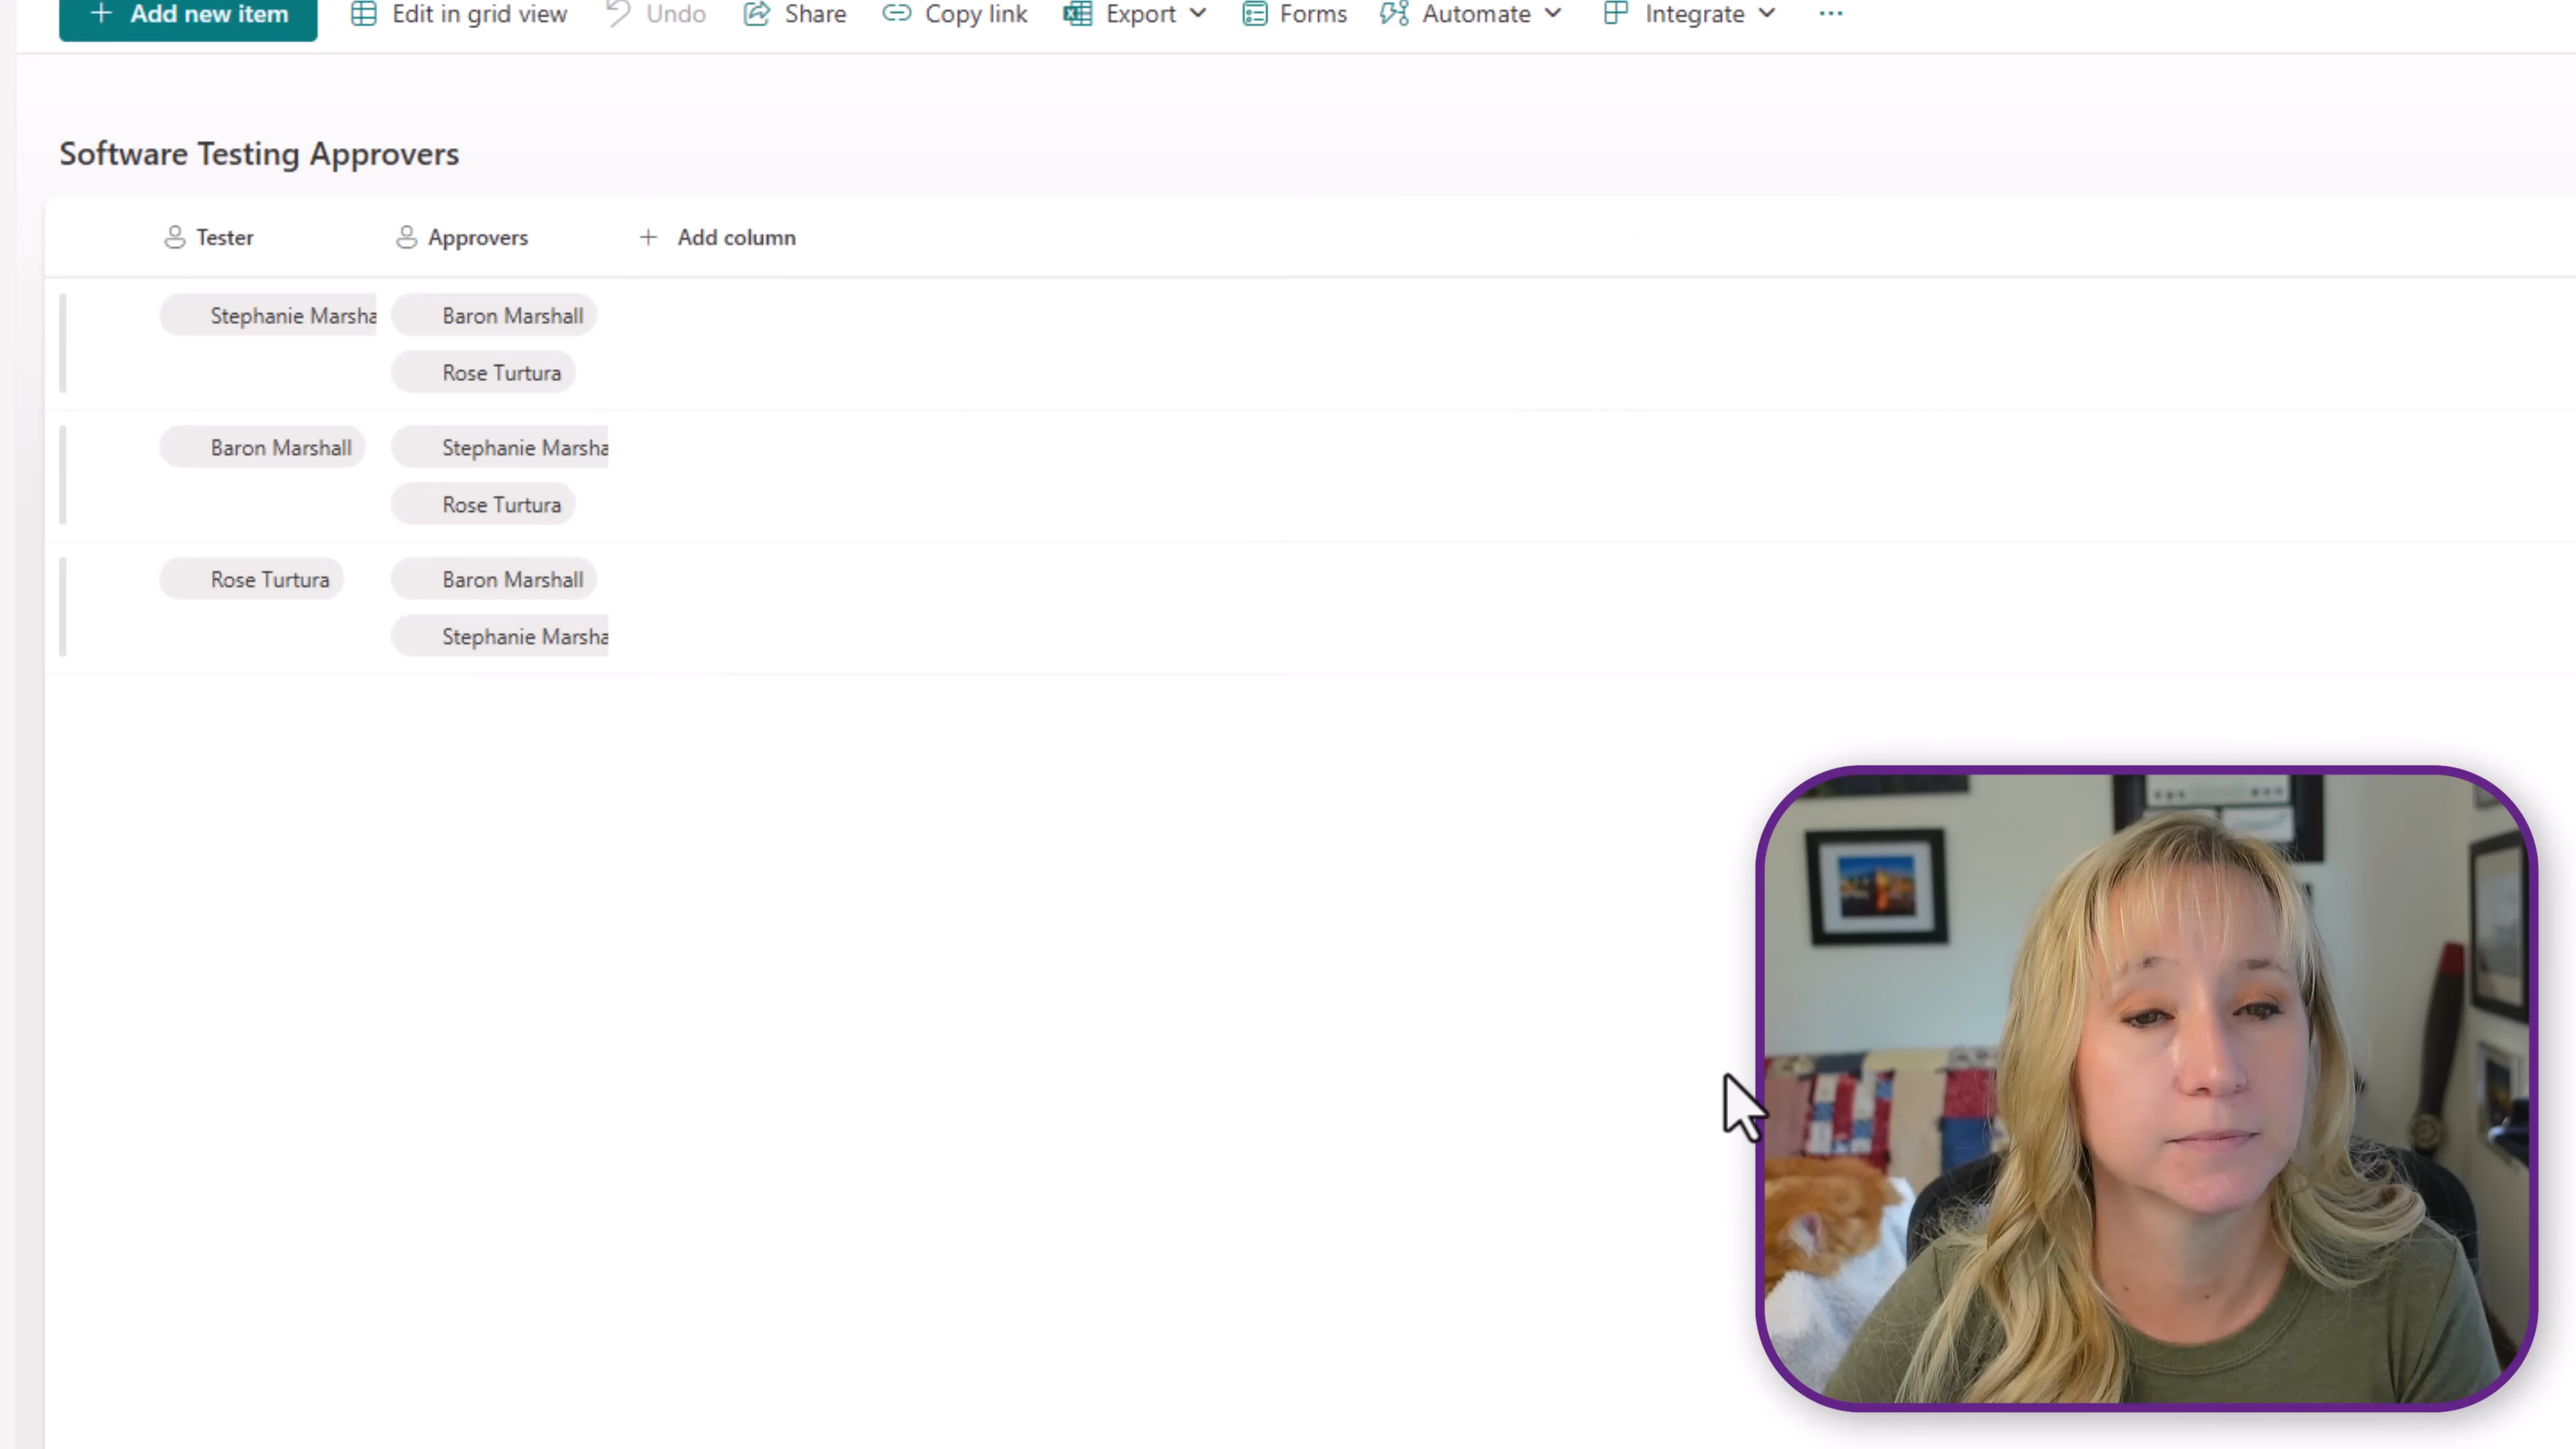 Add new item Edit in grid view Undo Share Copy link Export Forms Automate Integrate ...
Software Testing Approvers
Tester Approvers + Add column
Stephanie Marsha Baron Marshall
Rose Turtura
Baron Marshall Stephanie Marsha
Rose Turtura
Rose Turtura Baron Marshall
Stephanie Marsha